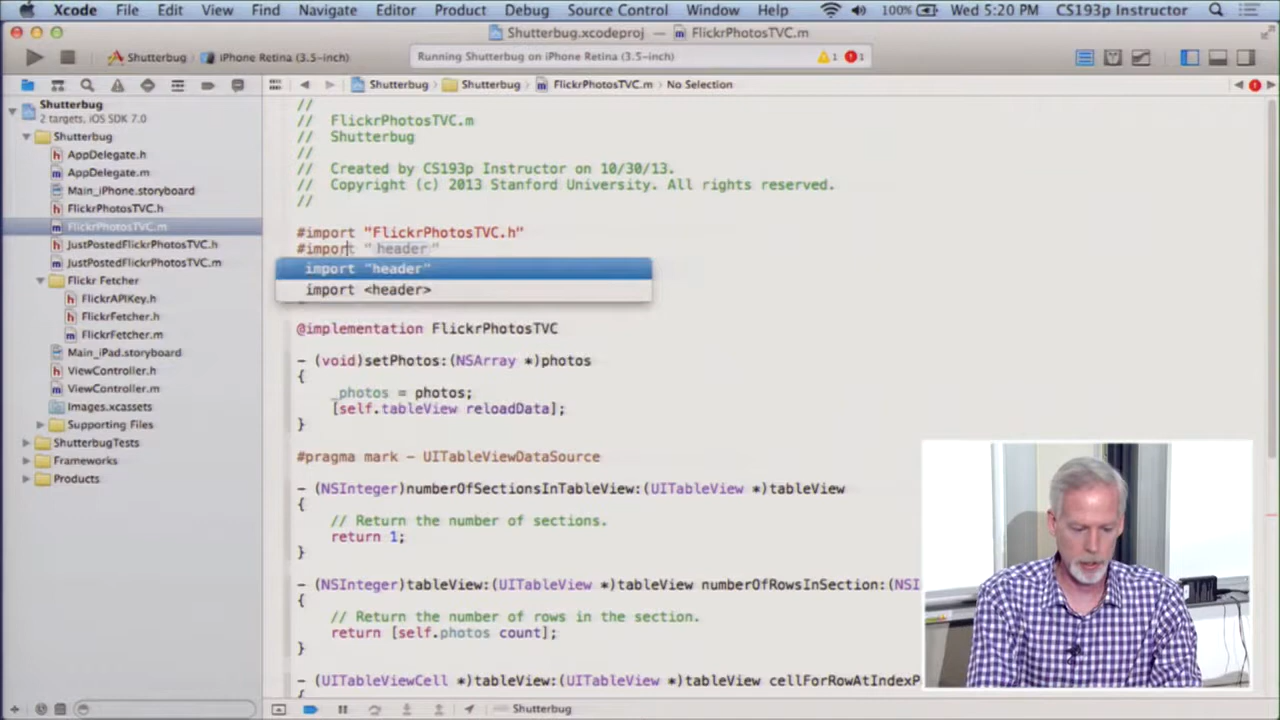 Xcode File Edit View Find Navigate Editor Product Debug Source Control Window Help 100% Wed 5:20 PM CS193p Instructor
Shutterbug.xcodeproj — FlickrPhotosTVC.m
Shutterbug iPhone Retina (3.5-inch) Running Shutterbug on iPhone Retina (3.5-inch) 1 1
Shutterbug Shutterbug FlickrPhotosTVC.m No Selection
Shutterbug
2 targets, iOS SDK 7.0
Shutterbug
AppDelegate.h
AppDelegate.m
Main_iPhone.storyboard
FlickrPhotosTVC.h
FlickrPhotosTVC.m
JustPostedFlickrPhotosTVC.h
JustPostedFlickrPhotosTVC.m
Flickr Fetcher
FlickrAPIKey.h
FlickrFetcher.h
FlickrFetcher.m
Main_iPad.storyboard
ViewController.h
ViewController.m
Images.xcassets
Supporting Files
ShutterbugTests
Frameworks
Products
//
// FlickrPhotosTVC.m
// Shutterbug
//
// Created by CS193p Instructor on 10/30/13.
// Copyright (c) 2013 Stanford University. All rights reserved.
//
#import "FlickrPhotosTVC.h"
#import "header"
import "header"
import <header>
@implementation FlickrPhotosTVC
- (void)setPhotos:(NSArray *)photos
{
_photos = photos;
[self.tableView reloadData];
}
#pragma mark - UITableViewDataSource
- (NSInteger)numberOfSectionsInTableView:(UITableView *)tableView
{
// Return the number of sections.
return 1;
}
- (NSInteger)tableView:(UITableView *)tableView numberOfRowsInSection:(NSI
{
// Return the number of rows in the section.
return [self.photos count];
}
- (UITableViewCell *)tableView:(UITableView *)tableView cellForRowAtIndexP
Shutterbug